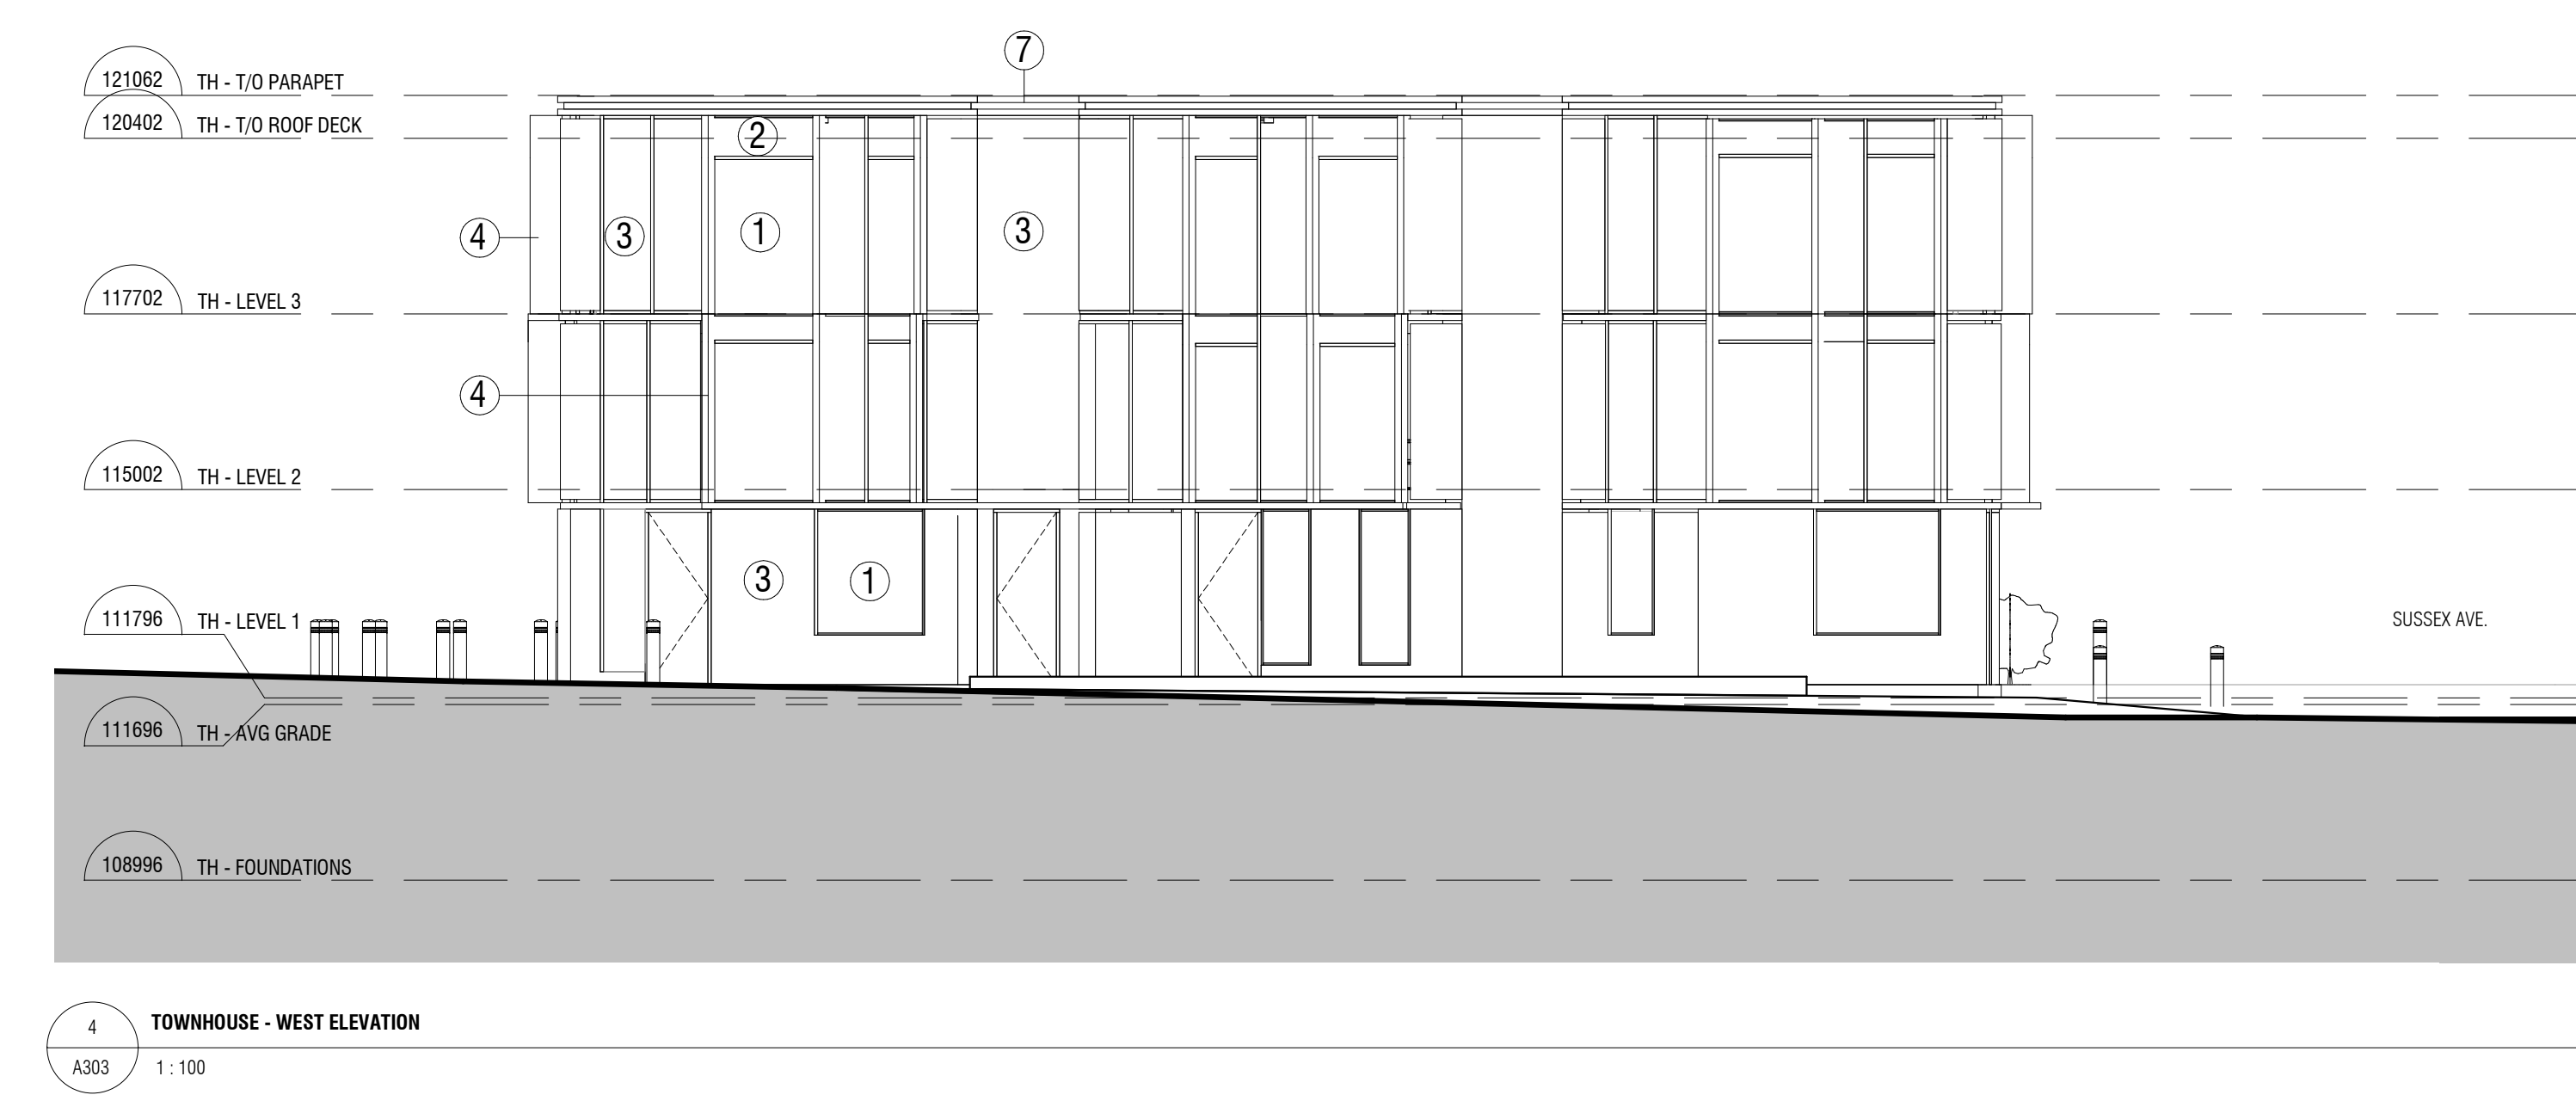 7
121062 TH - T/O PARAPET
120402 TH - T/O ROOF DECK
2
4
3
1
3
117702 TH - LEVEL 3
4
115002 TH - LEVEL 2
3
1
111796 TH - LEVEL 1
SUSSEX AVE.
111696 TH - AVG GRADE
108996 TH - FOUNDATIONS
4 TOWNHOUSE - WEST ELEVATION
A303 1 : 100